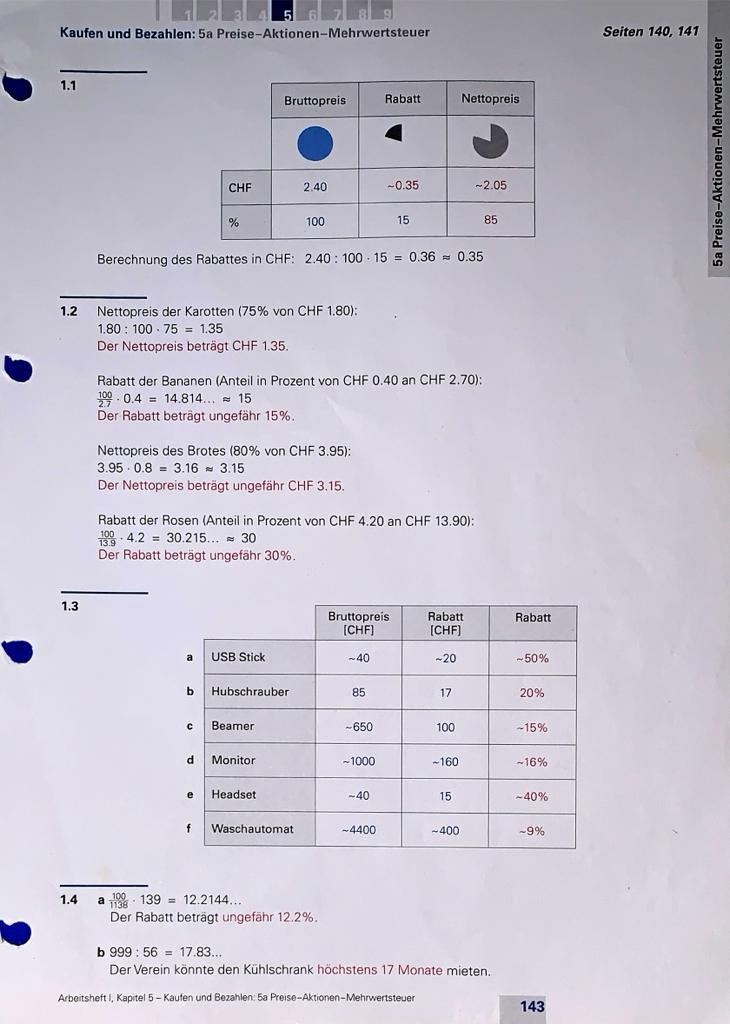 1 2 3 4 5 6 7 8 9
Kaufen und Bezahlen: 5a Preise–Aktionen–Mehrwertsteuer
Seiten 140, 141
5a Preise–Aktionen–Mehrwertsteuer
1.1
Bruttopreis Rabatt Nettopreis
CHF 2.40 ~0.35 ~2.05
% 100 15 85
Berechnung des Rabattes in CHF: 2.40 : 100 · 15 = 0.36 ≈ 0.35
1.2 Nettopreis der Karotten (75% von CHF 1.80):
1.80 : 100 · 75 = 1.35
Der Nettopreis beträgt CHF 1.35.
Rabatt der Bananen (Anteil in Prozent von CHF 0.40 an CHF 2.70):
100/2.7 · 0.4 = 14.814... ≈ 15
Der Rabatt beträgt ungefähr 15%.
Nettopreis des Brotes (80% von CHF 3.95):
3.95 · 0.8 = 3.16 ≈ 3.15
Der Nettopreis beträgt ungefähr CHF 3.15.
Rabatt der Rosen (Anteil in Prozent von CHF 4.20 an CHF 13.90):
100/13.9 · 4.2 = 30.215... ≈ 30
Der Rabatt beträgt ungefähr 30%.
1.3
Bruttopreis [CHF] Rabatt [CHF] Rabatt
a USB Stick ~40 ~20 ~50%
b Hubschrauber 85 17 20%
c Beamer ~650 100 ~15%
d Monitor ~1000 ~160 ~16%
e Headset ~40 15 ~40%
f Waschautomat ~4400 ~400 ~9%
1.4 a 100/1138 · 139 = 12.2144...
Der Rabatt beträgt ungefähr 12.2%.
b 999 : 56 = 17.83...
Der Verein könnte den Kühlschrank höchstens 17 Monate mieten.
Arbeitsheft I, Kapitel 5 – Kaufen und Bezahlen: 5a Preise–Aktionen–Mehrwertsteuer
143